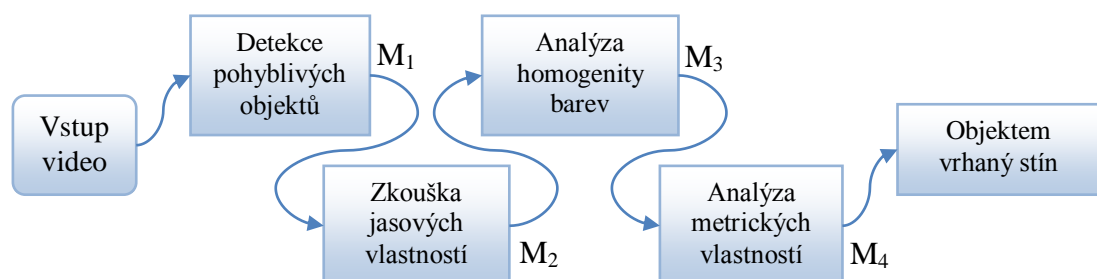 Vstup
video
Detekce
pohyblivých
objektů
M₁
Zkouška
jasových
vlastností
M₂
Analýza
homogenity
barev
M₃
Analýza
metrických
vlastností
M₄
Objektem
vrhaný stín